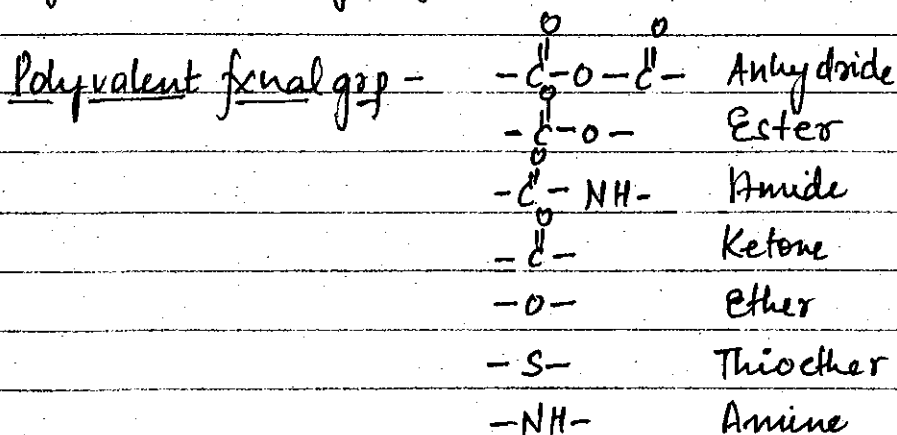 Polyvalent fxnal grp - -C(=O)-O-C(=O)- Anhydride
-C(=O)-O- Ester
-C(=O)-NH- Amide
-C(=O)- Ketone
-O- Ether
-S- Thioether
-NH- Amine